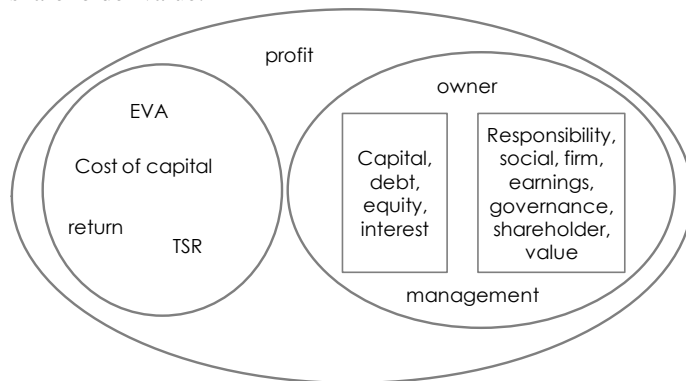 profit
owner
EVA
Cost of capital
return
TSR
Capital,
debt,
equity,
interest
Responsibility,
social, firm,
earnings,
governance,
shareholder,
value
management